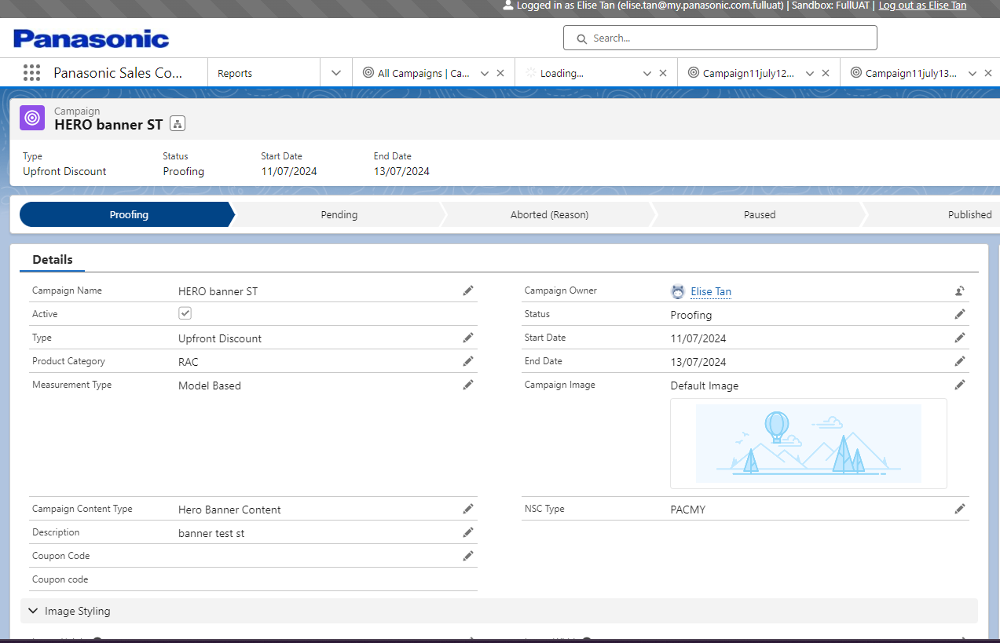 Logged in as Elise Tan (elise.tan@my.panasonic.com.fulluat) | Sandbox: FullUAT | Log out as Elise Tan
Panasonic
Search...
Panasonic Sales Co...
Reports
All Campaigns | Ca...
Loading...
Campaign11july12...
Campaign11july13...
Campaign
HERO banner ST
Type
Status
Start Date
End Date
Upfront Discount
Proofing
11/07/2024
13/07/2024
Proofing
Pending
Aborted (Reason)
Paused
Published
Details
Campaign Name
HERO banner ST
Campaign Owner
Elise Tan
Active
Status
Proofing
Type
Upfront Discount
Start Date
11/07/2024
Product Category
RAC
End Date
13/07/2024
Measurement Type
Model Based
Campaign Image
Default Image
Campaign Content Type
Hero Banner Content
NSC Type
PACMY
Description
banner test st
Coupon Code
Coupon code
Image Styling